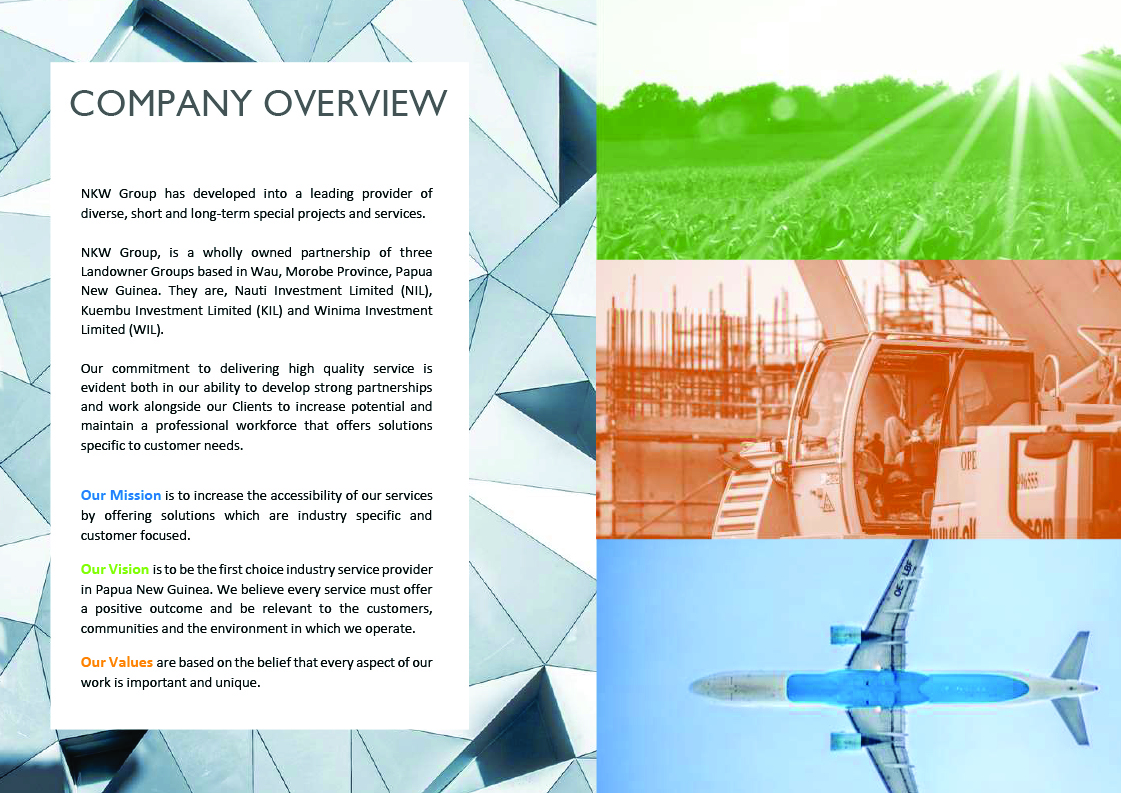 COMPANY OVERVIEW
NKW Group has developed into a leading provider of
diverse, short and long-term special projects and services.
NKW Group, is a wholly owned partnership of three
Landowner Groups based in Wau, Morobe Province, Papua
New Guinea. They are, Nauti Investment Limited (NIL),
Kuembu Investment Limited (KIL) and Winima Investment
Limited (WIL).
Our commitment to delivering high quality service is
evident both in our ability to develop strong partnerships
and work alongside our Clients to increase potential and
maintain a professional workforce that offers solutions
specific to customer needs.
Our Mission is to increase the accessibility of our services
by offering solutions which are industry specific and
customer focused.
Our Vision is to be the first choice industry service provider
in Papua New Guinea. We believe every service must offer
a positive outcome and be relevant to the customers,
communities and the environment in which we operate.
Our Values are based on the belief that every aspect of our
work is important and unique.
OPE
OE-LBF